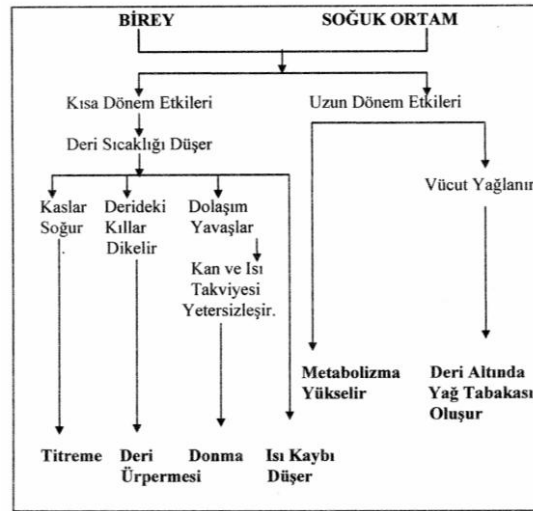 BİREY SOĞUK ORTAM
Kısa Dönem Etkileri Uzun Dönem Etkileri
Deri Sıcaklığı Düşer
Vücut Yağlanır
Kaslar Derideki Dolaşım
Soğur Kıllar Yavaşlar
Dikelir
Kan ve Isı
Takviyesi
Yetersizleşir.
Metabolizma Deri Altında
Yükselir Yağ Tabakası
Oluşur
Titreme Deri Donma Isı Kaybı
Ürpermesi Düşer